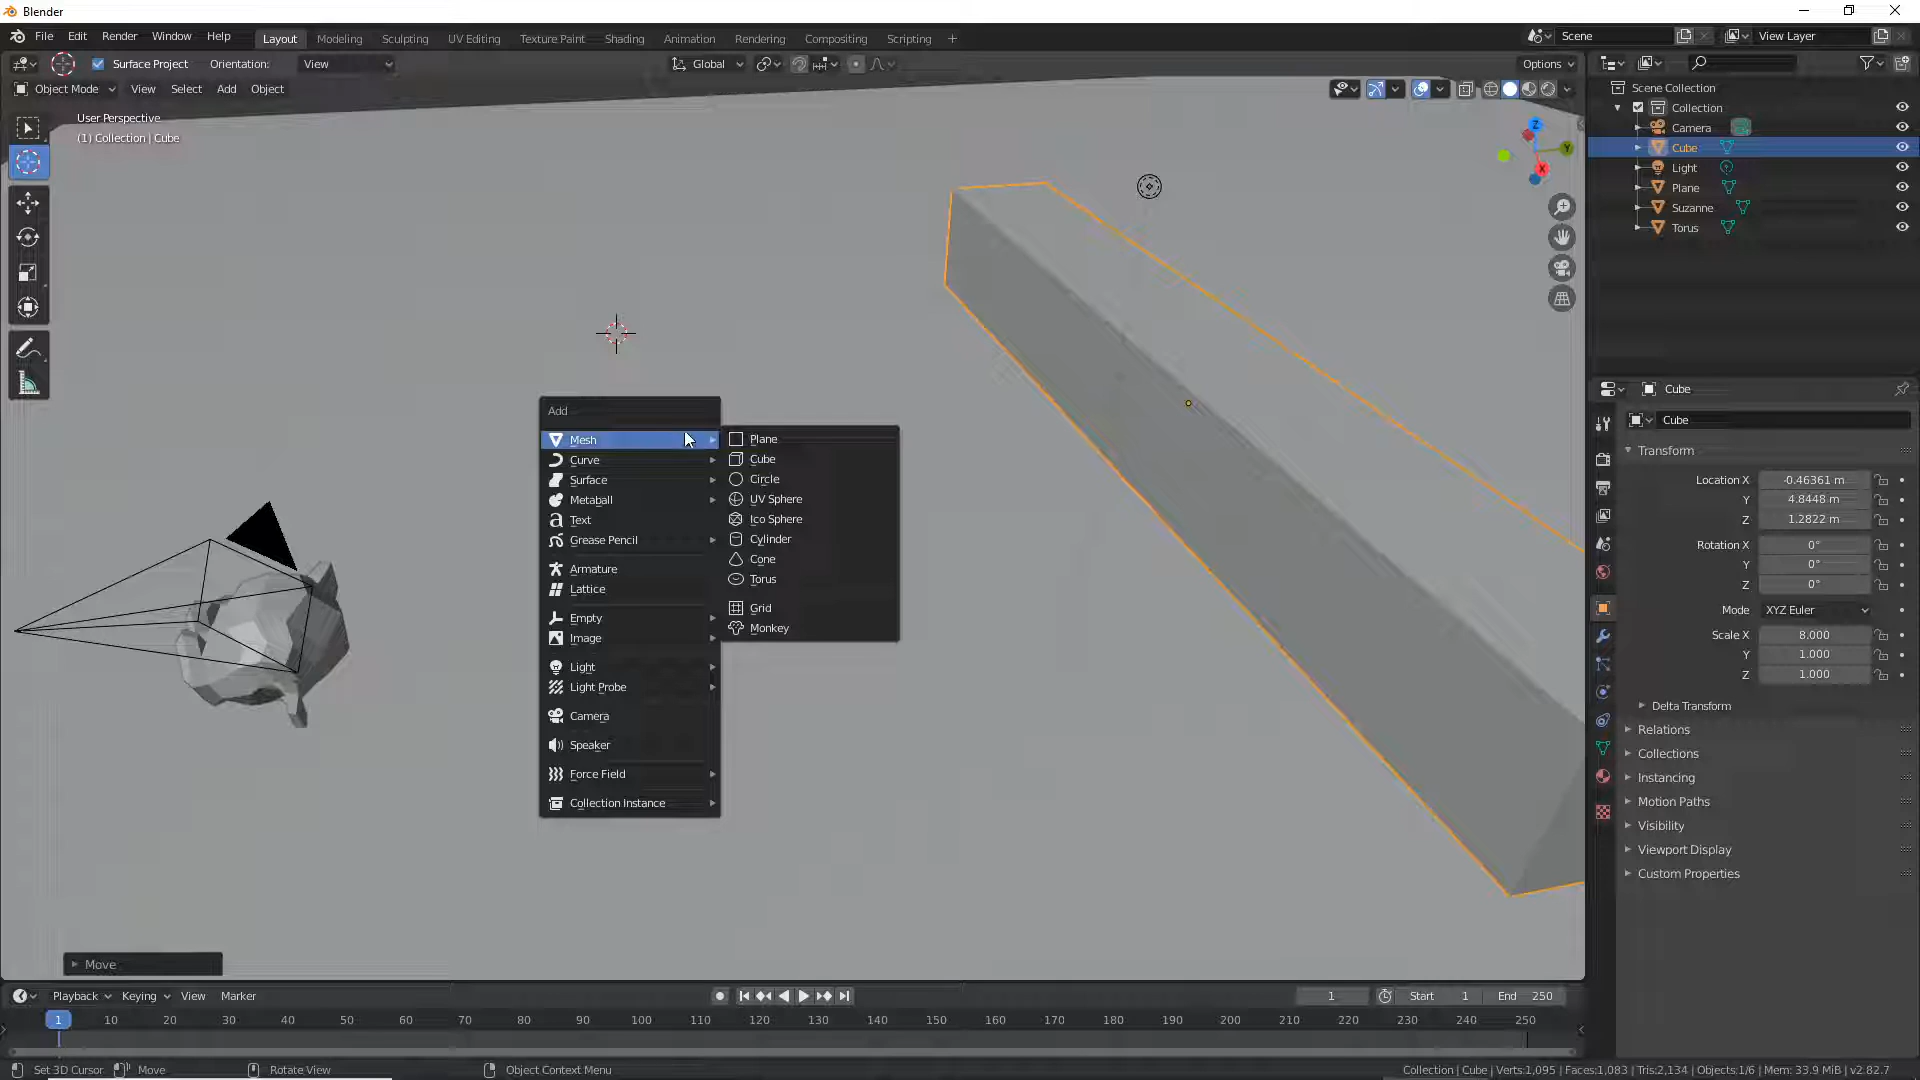 Blender
File Edit Render Window Help
Layout Modeling Sculpting UV Editing Texture Paint Shading Animation Rendering Compositing Scripting +
Scene
View Layer
Surface Project Orientation: View
Global
Options
Object Mode View Select Add Object
User Perspective
(1) Collection | Cube
Z
Y
X
Scene Collection
Collection
Camera
Cube
Light
Plane
Suzanne
Torus
Add
Mesh
Curve
Surface
Metaball
Text
Grease Pencil
Armature
Lattice
Empty
Image
Light
Light Probe
Camera
Speaker
Force Field
Collection Instance
Plane
Cube
Circle
UV Sphere
Ico Sphere
Cylinder
Cone
Torus
Grid
Monkey
Cube
Cube
Transform
Location X -0.46361 m
Y 4.8448 m
Z 1.2822 m
Rotation X 0°
Y 0°
Z 0°
Mode XYZ Euler
Scale X 8.000
Y 1.000
Z 1.000
Delta Transform
Relations
Collections
Instancing
Motion Paths
Visibility
Viewport Display
Custom Properties
Move
Playback Keying View Marker
1 Start 1 End 250
1 10 20 30 40 50 60 70 80 90 100 110 120 130 140 150 160 170 180 190 200 210 220 230 240 250
Set 3D Cursor Move Rotate View Object Context Menu
Collection | Cube | Verts:1,095 | Faces:1,083 | Tris:2,134 | Objects:1/6 | Mem: 33.9 MiB | v2.82.7